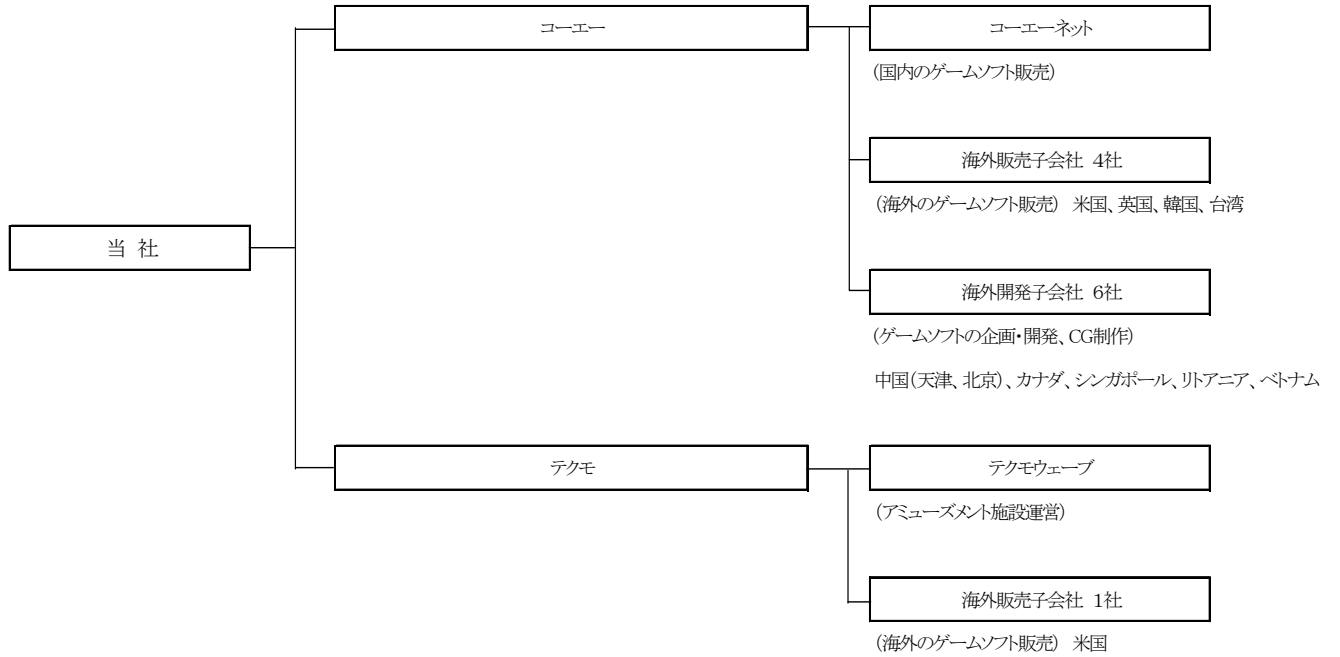 コーエー
コーエーネット
(国内のゲームソフト販売)
海外販売子会社 4社
(海外のゲームソフト販売) 米国、英国、韓国、台湾
当 社
海外開発子会社 6社
(ゲームソフトの企画・開発、CG制作)
中国(天津、北京)、カナダ、シンガポール、リトアニア、ベトナム
テクモ
テクモウェーブ
(アミューズメント施設運営)
海外販売子会社 1社
(海外のゲームソフト販売) 米国